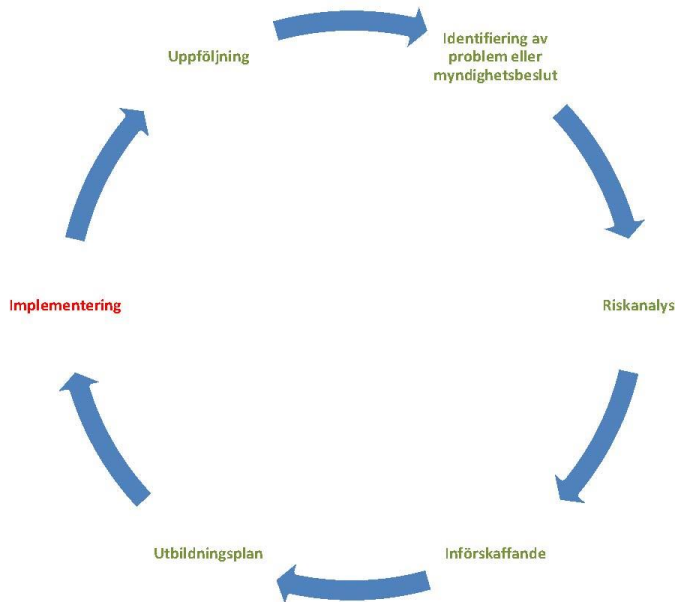 Uppföljning
Identifiering av
problem eller
myndighetsbeslut
Implementering
Riskanalys
Utbildningsplan
Införskaffande